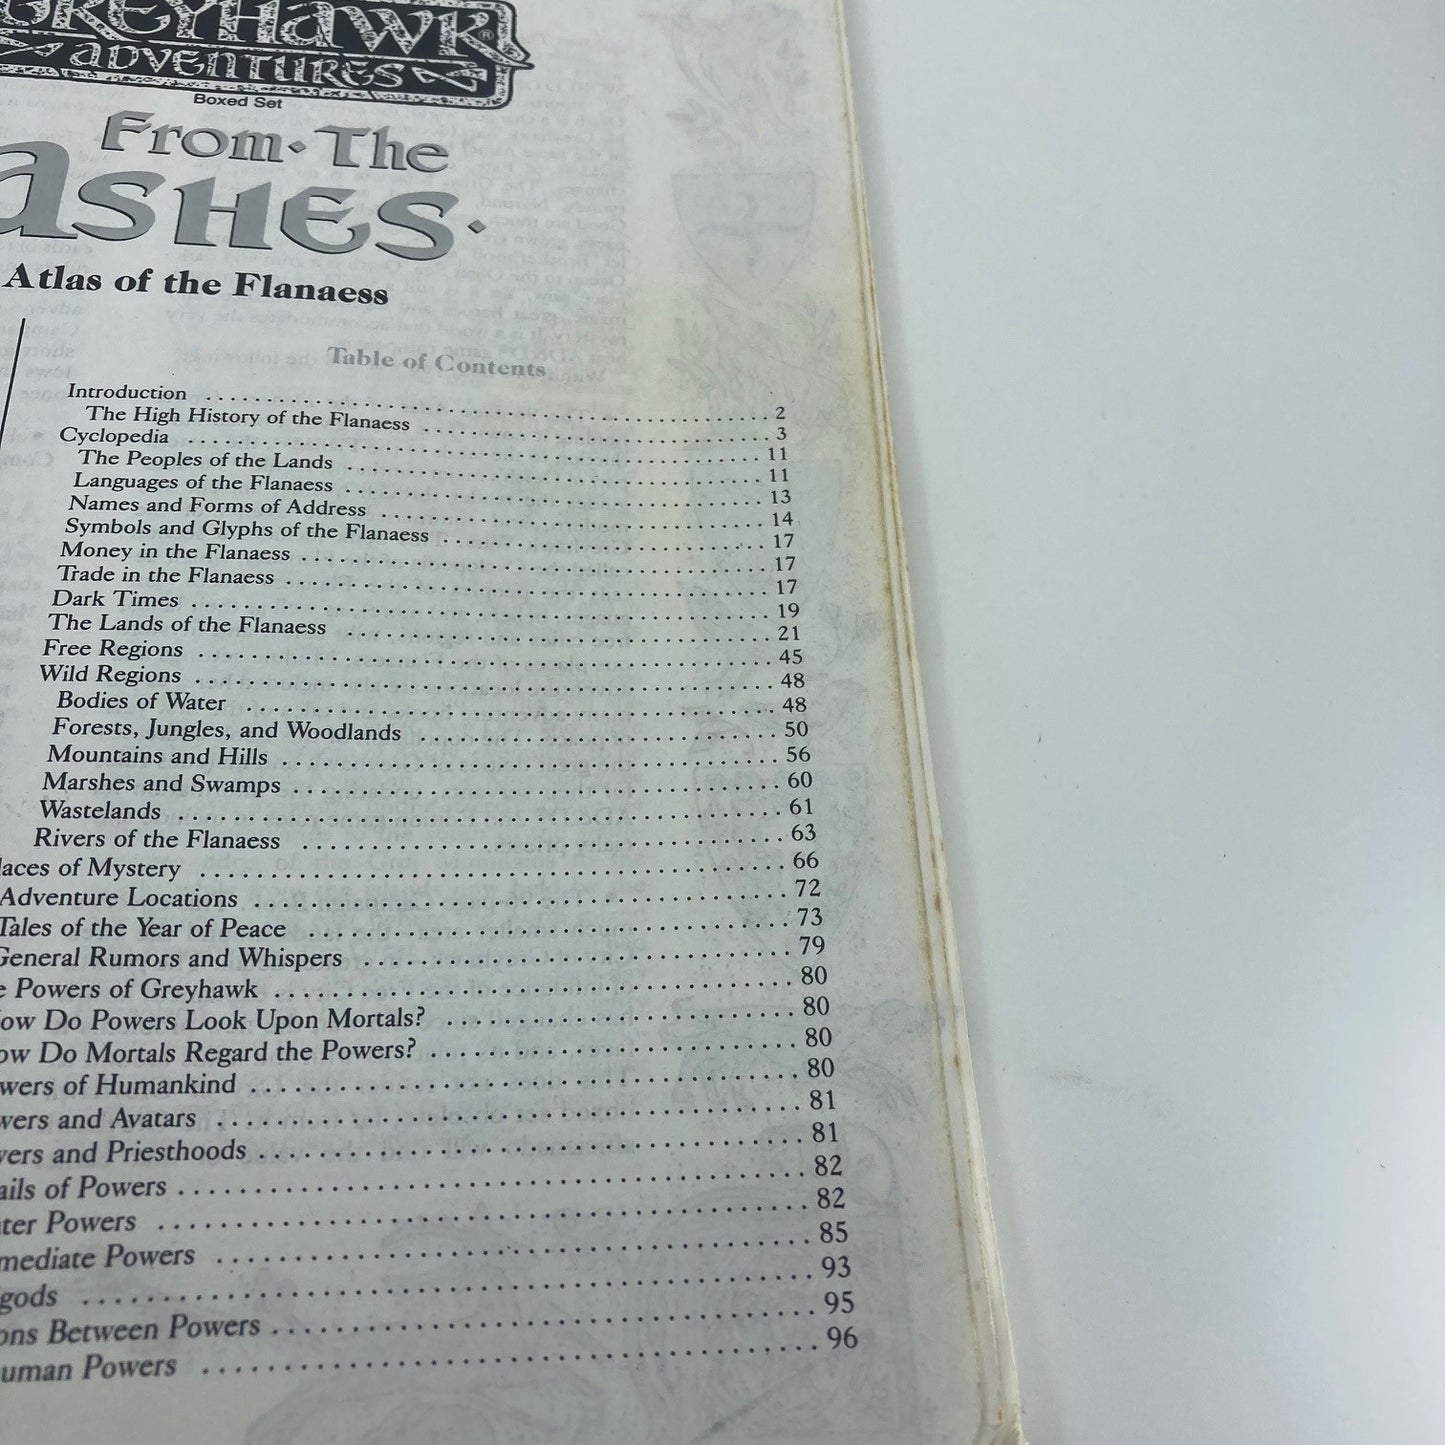 GREYHAWK®
ADVENTURES
Boxed Set
From·The
ASHES·
Atlas of the Flanaess
Table of Contents
Introduction . . . . . . . . . . 2
The High History of the Flanaess . . . . . . . . . . 3
Cyclopedia . . . . . . . . . . 11
The Peoples of the Lands . . . . . . . . . . 11
Languages of the Flanaess . . . . . . . . . . 13
Names and Forms of Address . . . . . . . . . . 14
Symbols and Glyphs of the Flanaess . . . . . . . . . . 17
Money in the Flanaess . . . . . . . . . . 17
Trade in the Flanaess . . . . . . . . . . 17
Dark Times . . . . . . . . . . 19
The Lands of the Flanaess . . . . . . . . . . 21
Free Regions . . . . . . . . . . 45
Wild Regions . . . . . . . . . . 48
Bodies of Water . . . . . . . . . . 48
Forests, Jungles, and Woodlands . . . . . . . . . . 50
Mountains and Hills . . . . . . . . . . 56
Marshes and Swamps . . . . . . . . . . 60
Wastelands . . . . . . . . . . 61
Rivers of the Flanaess . . . . . . . . . . 63
laces of Mystery . . . . . . . . . . 66
Adventure Locations . . . . . . . . . . 72
Tales of the Year of Peace . . . . . . . . . . 73
General Rumors and Whispers . . . . . . . . . . 79
e Powers of Greyhawk . . . . . . . . . . 80
ow Do Powers Look Upon Mortals? . . . . . . . . . . 80
ow Do Mortals Regard the Powers? . . . . . . . . . . 80
wers of Humankind . . . . . . . . . . 80
wers and Avatars . . . . . . . . . . 81
vers and Priesthoods . . . . . . . . . . 81
ails of Powers . . . . . . . . . . 82
ter Powers . . . . . . . . . . 82
mediate Powers . . . . . . . . . . 85
gods . . . . . . . . . . 93
ons Between Powers . . . . . . . . . . 95
uman Powers . . . . . . . . . . 96